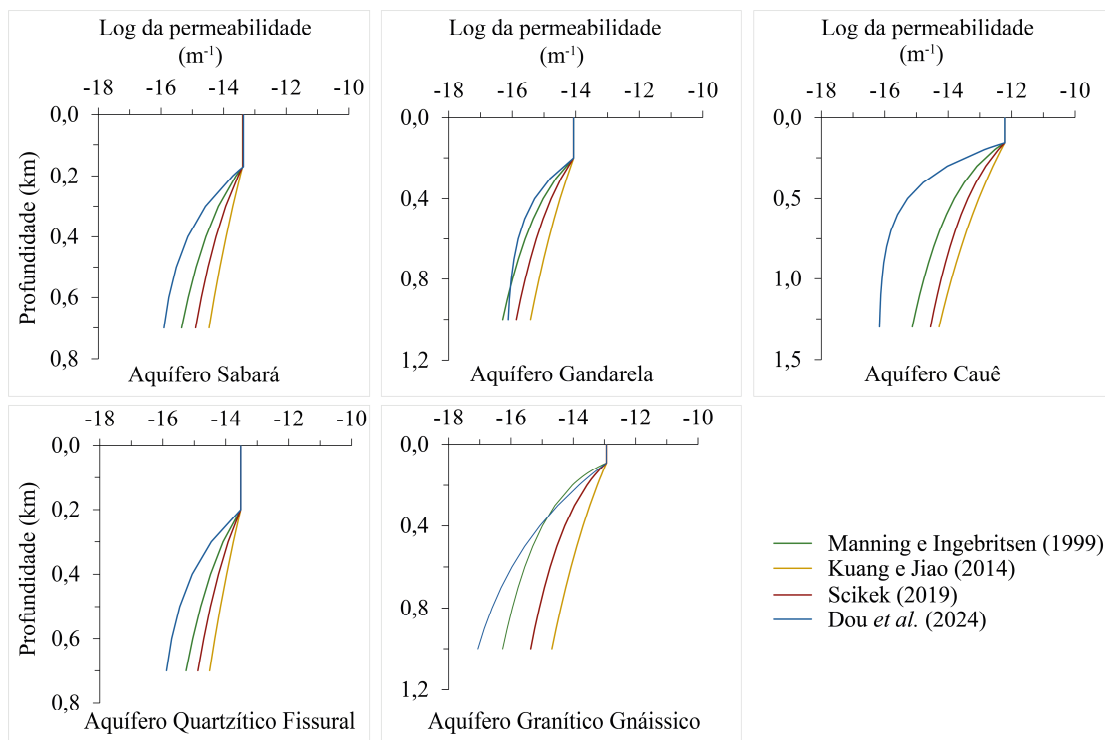 Log da permeabilidade
(m⁻¹)
-18 -16 -14 -12 -10
Profundidade (km)
0,0
0,2
0,4
0,6
0,8
Aquífero Sabará
Log da permeabilidade
(m⁻¹)
-18 -16 -14 -12 -10
0,0
0,4
0,8
1,2
Aquífero Gandarela
Log da permeabilidade
(m⁻¹)
-18 -16 -14 -12 -10
0,0
0,5
1,0
1,5
Aquífero Cauê
-18 -16 -14 -12 -10
Profundidade (km)
0,0
0,2
0,4
0,6
0,8
Aquífero Quartzítico Fissural
-18 -16 -14 -12 -10
0,0
0,4
0,8
1,2
Aquífero Granítico Gnáissico
Manning e Ingebritsen (1999)
Kuang e Jiao (2014)
Scikek (2019)
Dou et al. (2024)